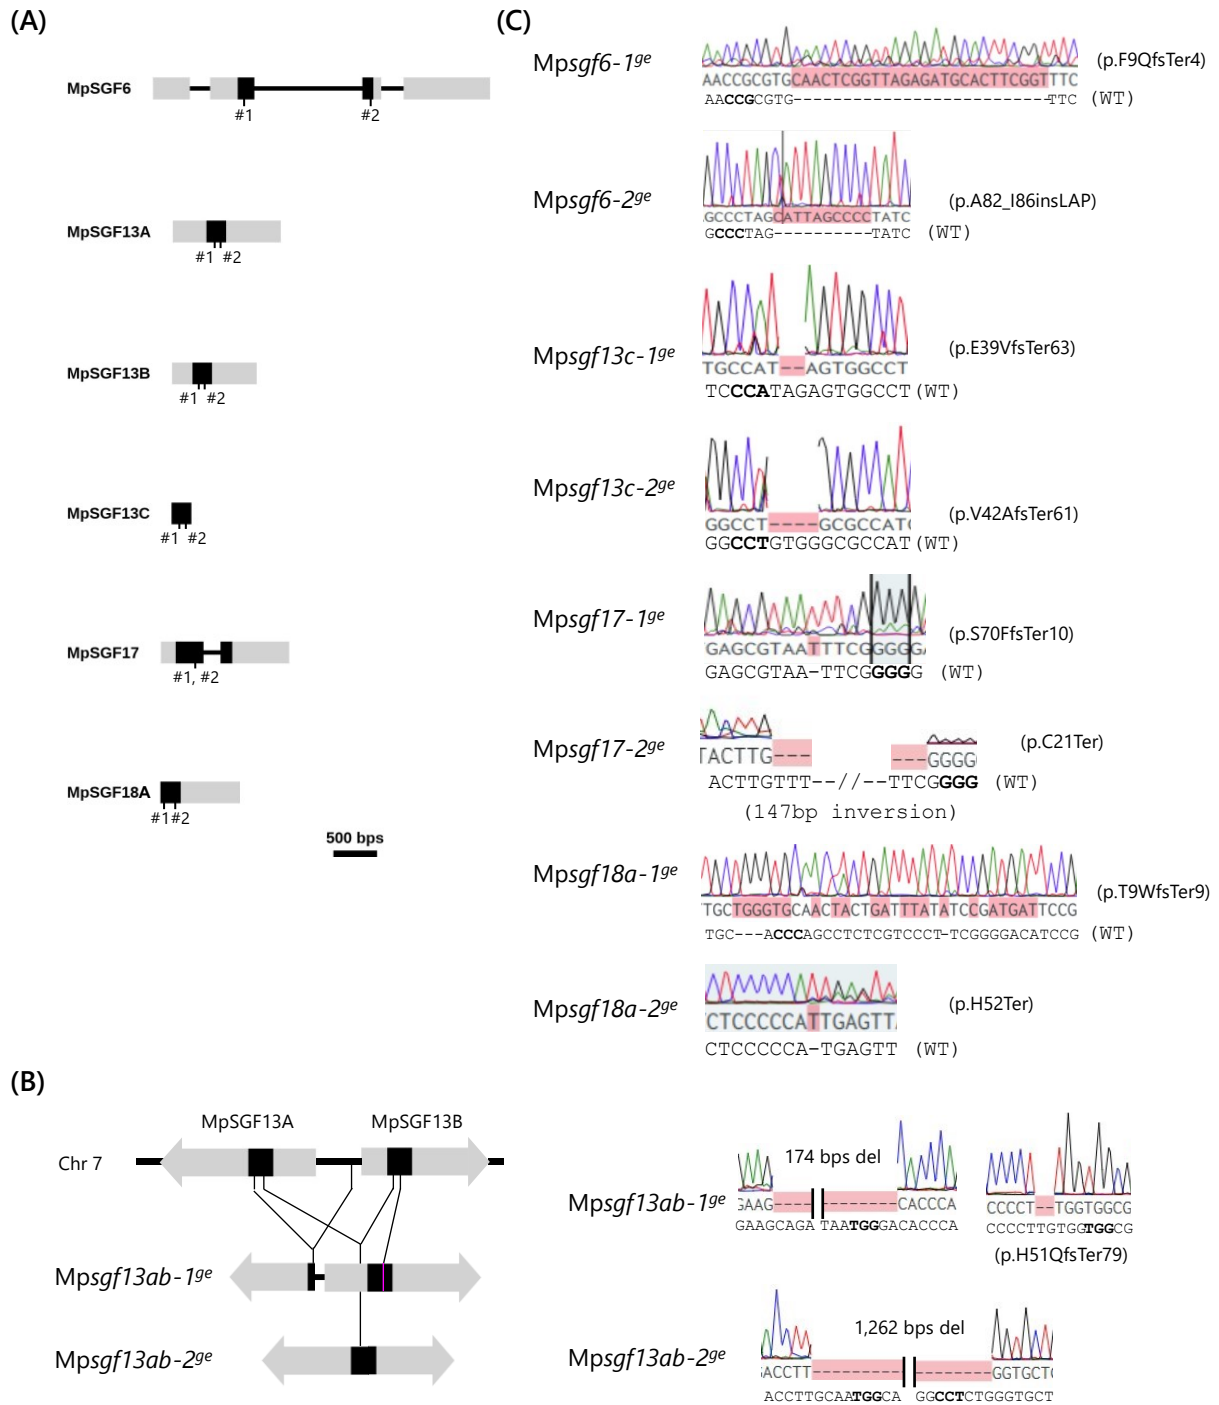 (A)
MpSGF6
#1
#2
MpSGF13A
#1 #2
MpSGF13B
#1 #2
MpSGF13C
#1 #2
MpSGF17
#1, #2
MpSGF18A
#1#2
500 bps
(C)
Mpsgf6-1ge
(p.F9QfsTer4)
AACCGCGTGCAACTCGGTTAGAGATGCACTTCGGTTTC
AACCGCGTG---------------------------TTC (WT)
Mpsgf6-2ge
(p.A82_I86insLAP)
GCCCTAGCATTAGCCCCTATC
GCCCTAG----------TATC (WT)
Mpsgf13c-1ge
(p.E39VfsTer63)
TGCCAT--AGTGGCCT
TCCCATAGAGTGGCCT (WT)
Mpsgf13c-2ge
(p.V42AfsTer61)
GGCCT----GCGCCAT
GGCCTGTGGGCGCCAT (WT)
Mpsgf17-1ge
(p.S70FfsTer10)
GAGCGTAATTTCGGGGG
GAGCGTAA-TTCGGGGG (WT)
Mpsgf17-2ge
(p.C21Ter)
TACTTG--- ---GGGG
ACTTGTTT--//--TTCGGGG (WT)
(147bp inversion)
Mpsgf18a-1ge
(p.T9WfsTer9)
TGCTGGGTGCAACTACTGATTTATATCCGATGATTCCG
TGC---ACCCAGCCTCTCGTCCCT-TCGGGGACATCCG (WT)
Mpsgf18a-2ge
(p.H52Ter)
CTCCCCCATTGAGTT
CTCCCCCA-TGAGTT (WT)
(B)
MpSGF13A
MpSGF13B
Chr 7
Mpsgf13ab-1ge
Mpsgf13ab-2ge
Mpsgf13ab-1ge
174 bps del
GAAG---- -------CACCCA
GAAGCAGA TAATGGGACACCCA
CCCCT--TGGTGGCG
CCCCTTGTGGTGGCG
(p.H51QfsTer79)
Mpsgf13ab-2ge
1,262 bps del
ACCTT--------- -------GGTGCT
ACCTTGCAATGGCA GGCCTCTGGGTGCT